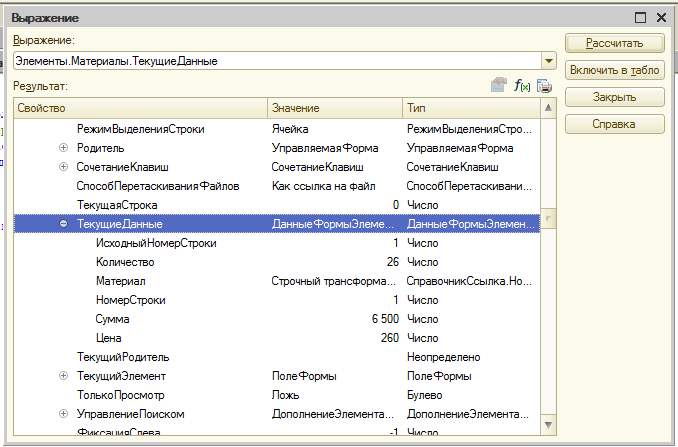 Выражение
Выражение:
Элементы.Материалы.ТекущиеДанные
Рассчитать
Включить в табло
Закрыть
Справка
Результат:
Свойство Значение Тип
РежимВыделенияСтроки Ячейка РежимВыделенияСтро...
Родитель УправляемаяФорма УправляемаяФорма
СочетаниеКлавиш СочетаниеКлавиш СочетаниеКлавиш
СпособПеретаскиванияФайлов Как ссылка на файл СпособПеретаскивани...
ТекущаяСтрока 0 Число
ТекущиеДанные ДанныеФормыЭлеме... ДанныеФормыЭлемен...
ИсходныйНомерСтроки 1 Число
Количество 26 Число
Материал Строчный трансформа... СправочникСсылка.Но...
НомерСтроки 1 Число
Сумма 6 500 Число
Цена 260 Число
ТекущийРодитель Неопределено
ТекущийЭлемент ПолеФормы ПолеФормы
ТолькоПросмотр Ложь Булево
УправлениеПоиском ДополнениеЭлемента... ДополнениеЭлемента...
ФиксацияСлева -1 Число